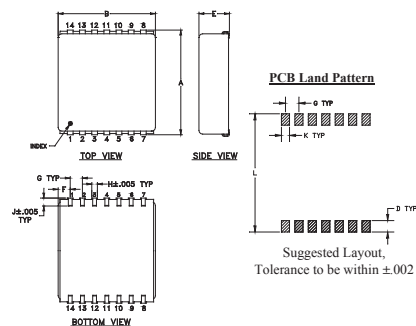 B
E
14 13 12 11 10 9 8
A
INDEX
1 2 3 4 5 6 7
TOP VIEW
SIDE VIEW
PCB Land Pattern
G TYP
K TYP
L
D TYP
Suggested Layout,
Tolerance to be within ±.002
G TYP
H±.005 TYP
F
J±.005
TYP
1 2 3 4 5 6 7
14 13 12 11 10 9 8
BOTTOM VIEW